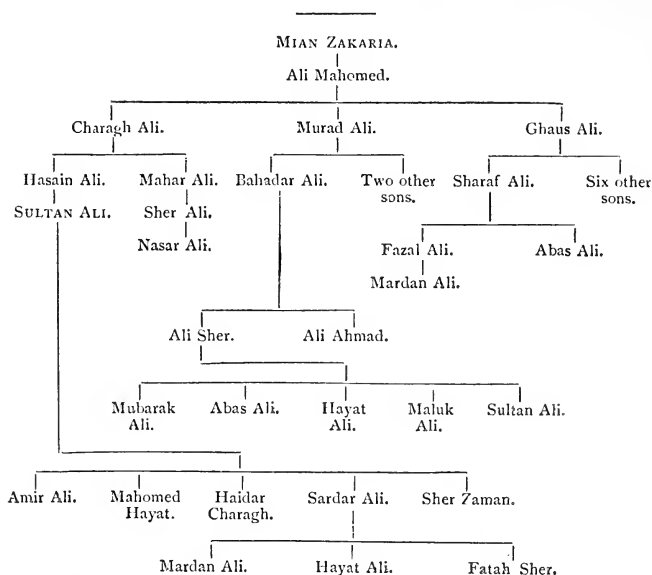 MIAN ZAKARIA.
Ali Mahomed.
Charagh Ali. Murad Ali. Ghaus Ali.
Hasain Ali. Mahar Ali. Bahadar Ali. Two other sons. Sharaf Ali. Six other sons.
SULTAN ALI. Sher Ali.
Nasar Ali. Fazal Ali. Abas Ali.
Mardan Ali.
Ali Sher. Ali Ahmad.
Mubarak Ali. Abas Ali. Hayat Ali. Maluk Ali. Sultan Ali.
Amir Ali. Mahomed Hayat. Haidar Charagh. Sardar Ali. Sher Zaman.
Mardan Ali. Hayat Ali. Fatah Sher.